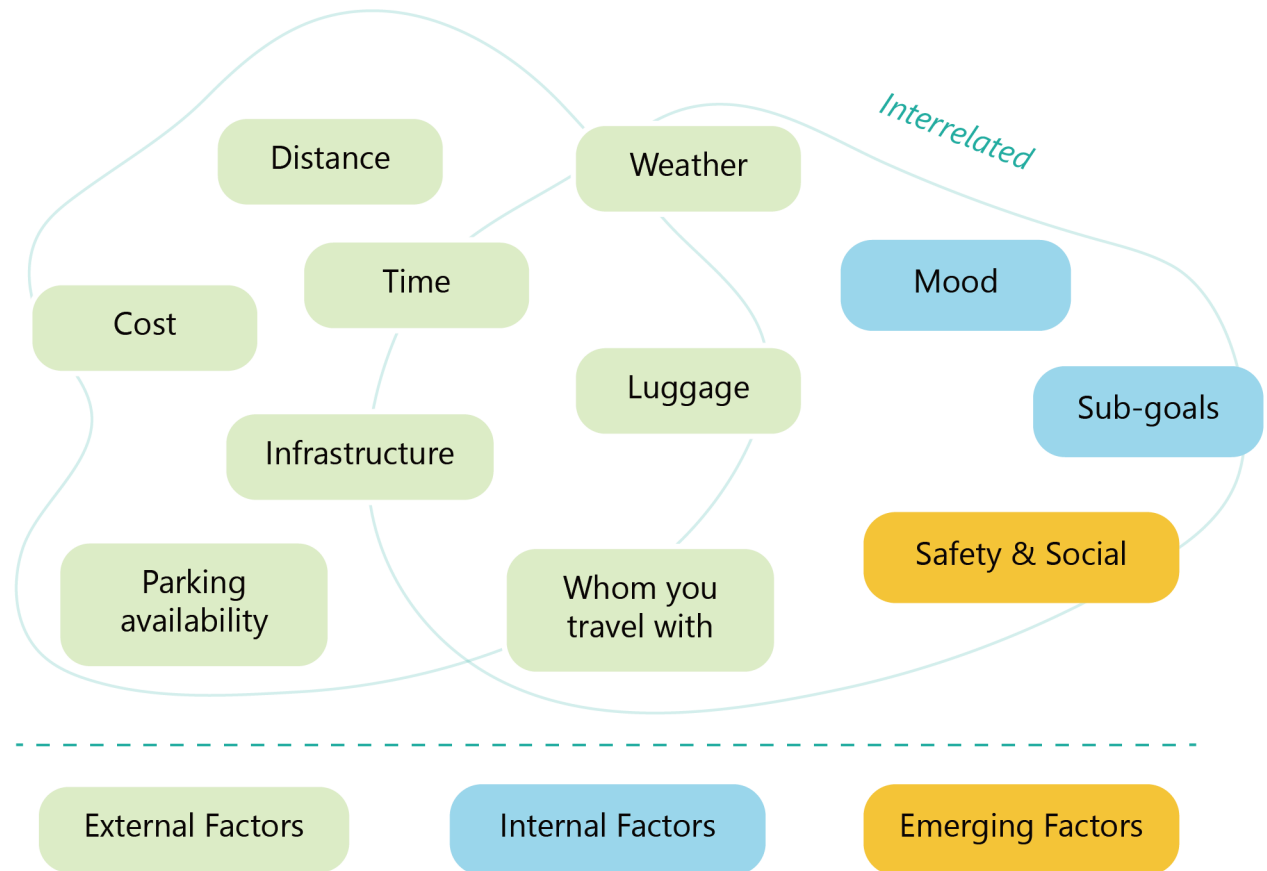 Interrelated
Distance
Weather
Time
Mood
Cost
Luggage
Sub-goals
Infrastructure
Safety & Social
Parking
availability
Whom you
travel with
External Factors
Internal Factors
Emerging Factors